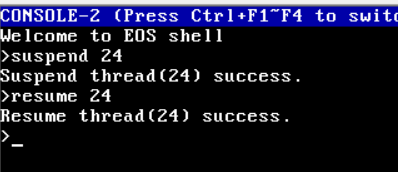 CONSOLE-2 (Press Ctrl+F1~F4 to
Welcome to EOS shell
>suspend 24
Suspend thread(24) success.
>resume 24
Resume thread(24) success.
>_